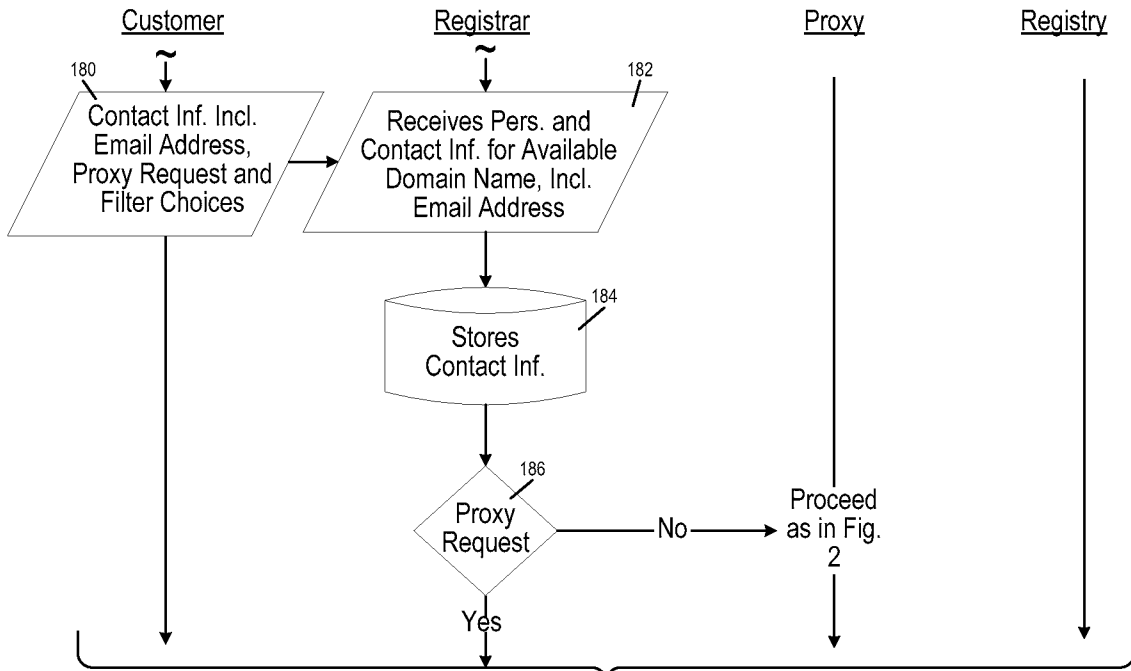 Customer
Registrar
Proxy
Registry
~
~
180
Contact Inf. Incl.
Email Address,
Proxy Request and
Filter Choices
182
Receives Pers. and
Contact Inf. for Available
Domain Name, Incl.
Email Address
184
Stores
Contact Inf.
186
Proxy
Request
No
Proceed
as in Fig.
2
Yes